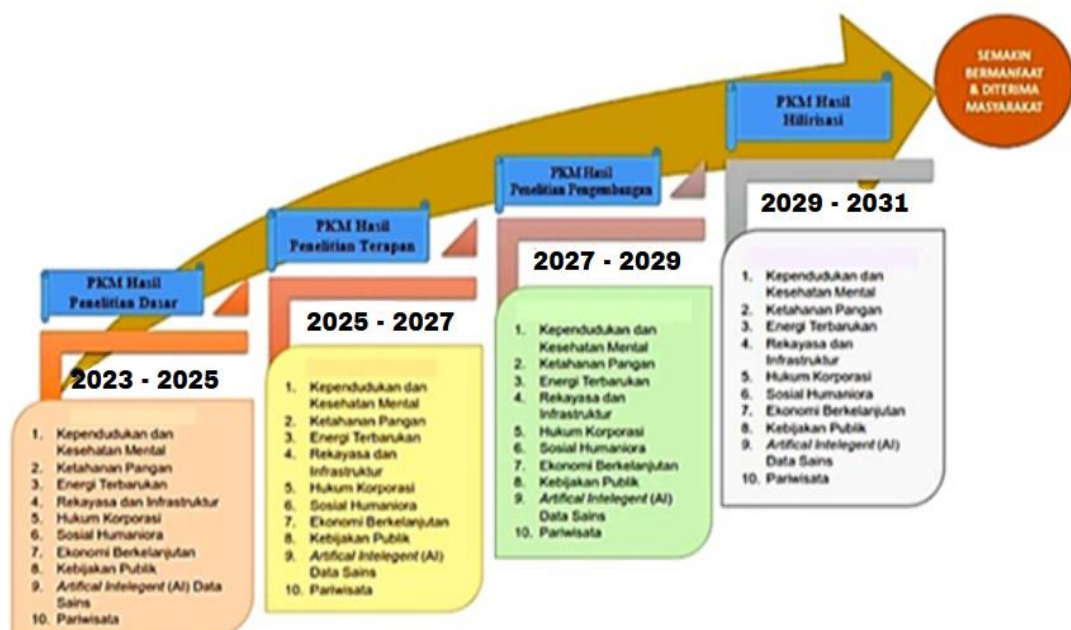 SEMAKIN
BERMANFAAT
& DITERIMA
MASYARAKAT
PKM Hasil
Penelitian Dasar
2023 - 2025
1. Kependudukan dan
Kesehatan Mental
2. Ketahanan Pangan
3. Energi Terbarukan
4. Rekayasa dan Infrastruktur
5. Hukum Korporasi
6. Sosial Humaniora
7. Ekonomi Berkelanjutan
8. Kebijakan Publik
9. Artifical Intelegent (AI) Data
Sains
10. Pariwisata
PKM Hasil
Penelitian Terapan
2025 - 2027
1. Kependudukan dan
Kesehatan Mental
2. Ketahanan Pangan
3. Energi Terbarukan
4. Rekayasa dan
Infrastruktur
5. Hukum Korporasi
6. Sosial Humaniora
7. Ekonomi Berkelanjutan
8. Kebijakan Publik
9. Artifical Intelegent (AI)
Data Sains
10. Pariwisata
PKM Hasil
Penelitian Pengembangan
2027 - 2029
1. Kependudukan dan
Kesehatan Mental
2. Ketahanan Pangan
3. Energi Terbarukan
4. Rekayasa dan
Infrastruktur
5. Hukum Korporasi
6. Sosial Humaniora
7. Ekonomi Berkelanjutan
8. Kebijakan Publik
9. Artifical Intelegent (AI)
Data Sains
10. Pariwisata
PKM Hasil
Hilirisasi
2029 - 2031
1. Kependudukan dan
Kesehatan Mental
2. Ketahanan Pangan
3. Energi Terbarukan
4. Rekayasa dan
Infrastruktur
5. Hukum Korporasi
6. Sosial Humaniora
7. Ekonomi Berkelanjutan
8. Kebijakan Publik
9. Artifical Intelegent (AI)
Data Sains
10. Pariwisata